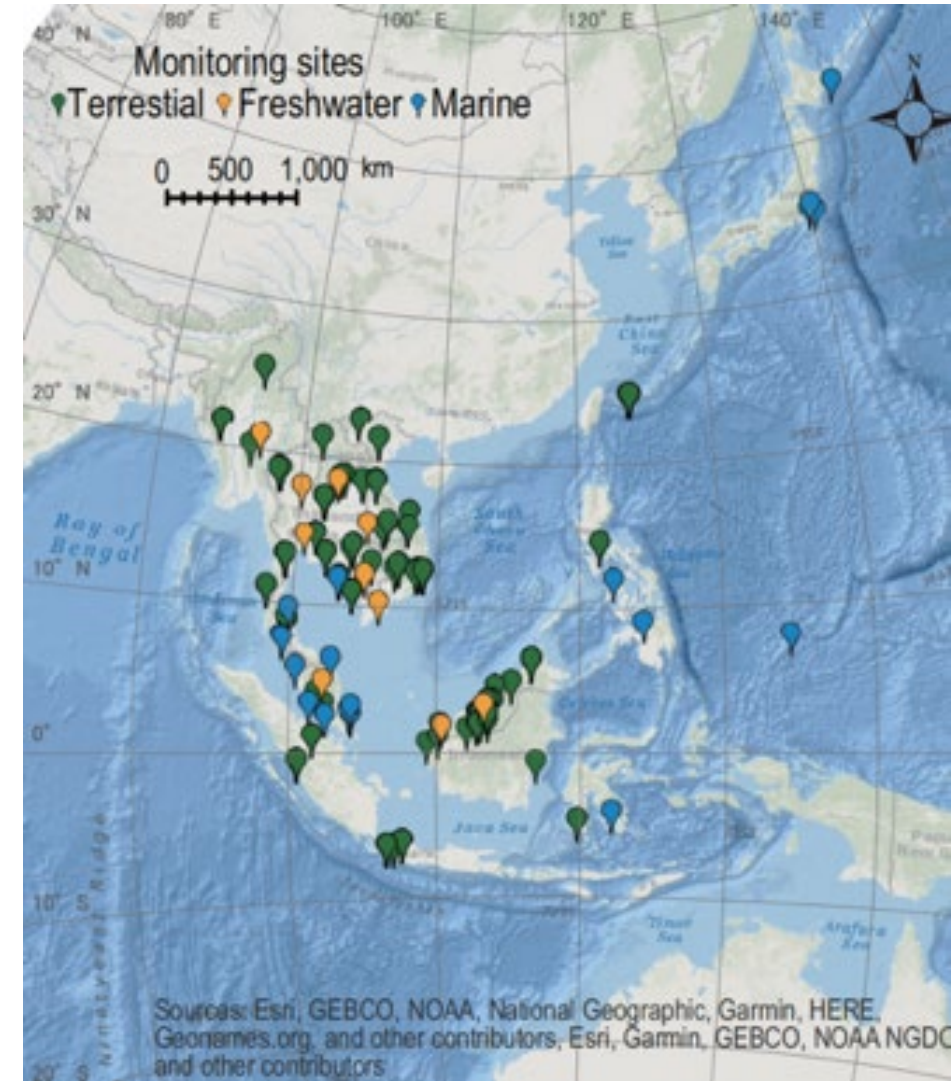 80° E 100° E 120° E 140° E
40° N
Monitoring sites
Terrestial Freshwater Marine
N
0 500 1,000 km
30° N
Yellow
Sea
East
China
Sea
20° N
Bay of
Bengal
South
China
Sea
10° N
Celebes Sea
0°
Java Sea
10° S
Timor
Sea
Arafura
Sea
Ninetyeast Ridge
Sources: Esri, GEBCO, NOAA, National Geographic, Garmin, HERE,
Geonames.org, and other contributors, Esri, Garmin, GEBCO, NOAA NGDC
and other contributors
20° S